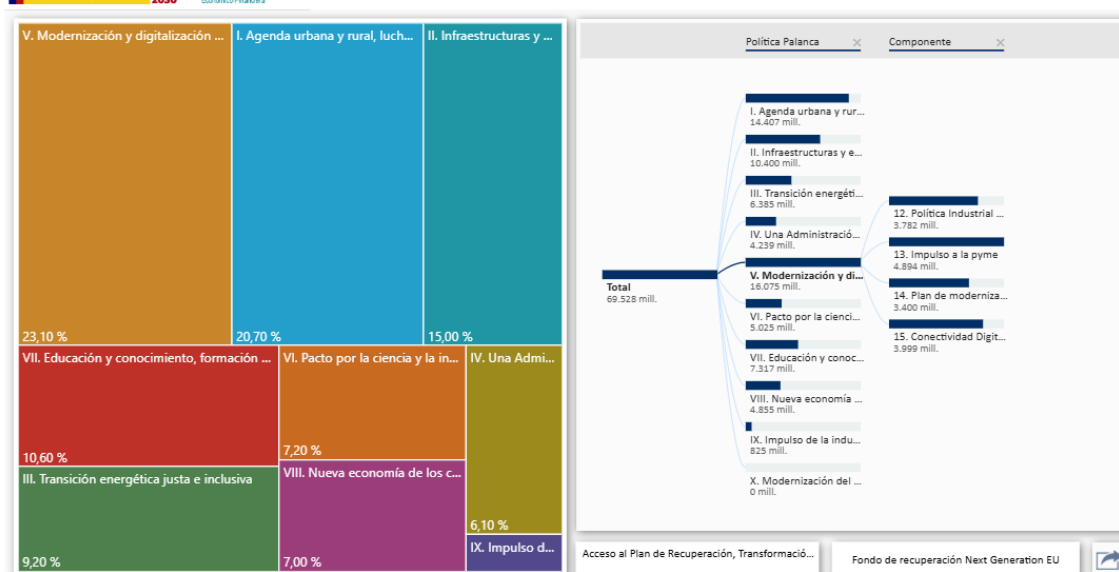 2030
Económico Financiera
V. Modernización y digitalización ...
23,10 %
I. Agenda urbana y rural, luch...
20,70 %
II. Infraestructuras y ...
15,00 %
VII. Educación y conocimiento, formación ...
10,60 %
VI. Pacto por la ciencia y la in...
7,20 %
IV. Una Admi...
6,10 %
III. Transición energética justa e inclusiva
9,20 %
VIII. Nueva economía de los c...
7,00 %
IX. Impulso d...
Política Palanca
Componente
Total
69.528 mill.
I. Agenda urbana y rur...
14.407 mill.
II. Infraestructuras y e...
10.400 mill.
III. Transición energéti...
6.385 mill.
IV. Una Administració...
4.239 mill.
V. Modernización y di...
16.075 mill.
VI. Pacto por la cienci...
5.025 mill.
VII. Educación y conoc...
7.317 mill.
VIII. Nueva economía ...
4.855 mill.
IX. Impulso de la indu...
825 mill.
X. Modernización del ...
0 mill.
12. Política Industrial ...
3.782 mill.
13. Impulso a la pyme
4.894 mill.
14. Plan de moderniza...
3.400 mill.
15. Conectividad Digit...
3.999 mill.
Acceso al Plan de Recuperación, Transformació...
Fondo de recuperación Next Generation EU